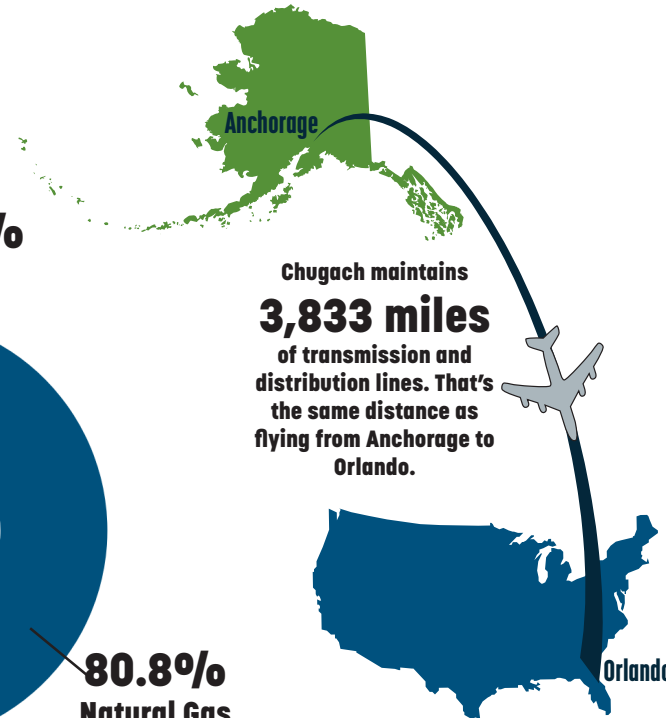 Anchorage
%
Chugach maintains
3,833 miles
of transmission and
distribution lines. That's
the same distance as
flying from Anchorage to
Orlando.
Orlando
80.8%
Natural Gas